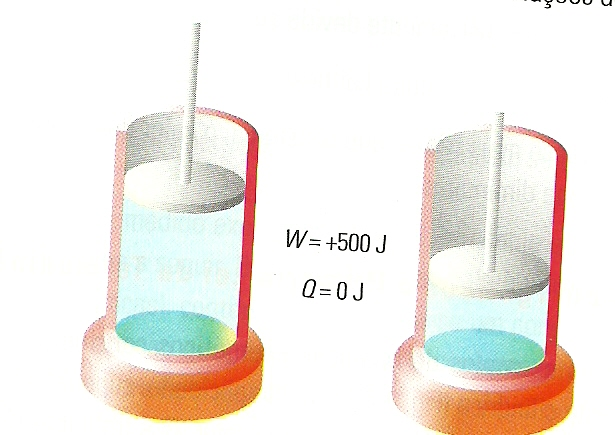 W = +500 J
Q = 0 J